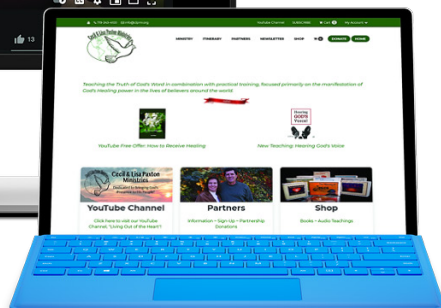 13
YouTube Channel
SUBSCRIBE
Cart
My Account
Cecil & Lisa Paxton Ministries
MINISTRY
ITINERARY
PARTNERS
NEWSLETTER
SHOP
DONATE
HOME
Teaching the Truth of God's Word in combination with practical training, focused primarily on the manifestation
of God's Healing power in the lives of believers around the world.
Hearing
GOD'S
Voice!
YouTube Free Offer: How to Receive Healing
New Teaching: Hearing God's Voice
Cecil & Lisa Paxton
Ministries
YouTube Channel
Partners
Shop
Click here to visit our YouTube
Channel, "Living Out of the Heart"!
Information ~ Sign-Up ~ Partnership
Donations
Books ~ Audio Teachings